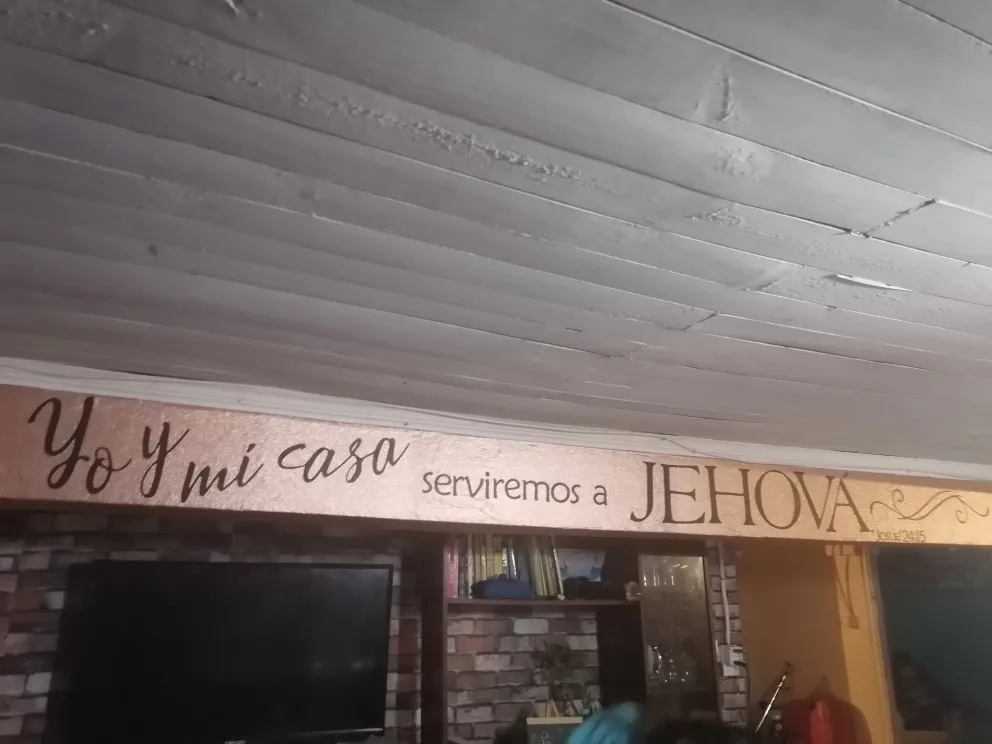 Yo y mi casa serviremos a JEHOVÁ
Josué 24:15